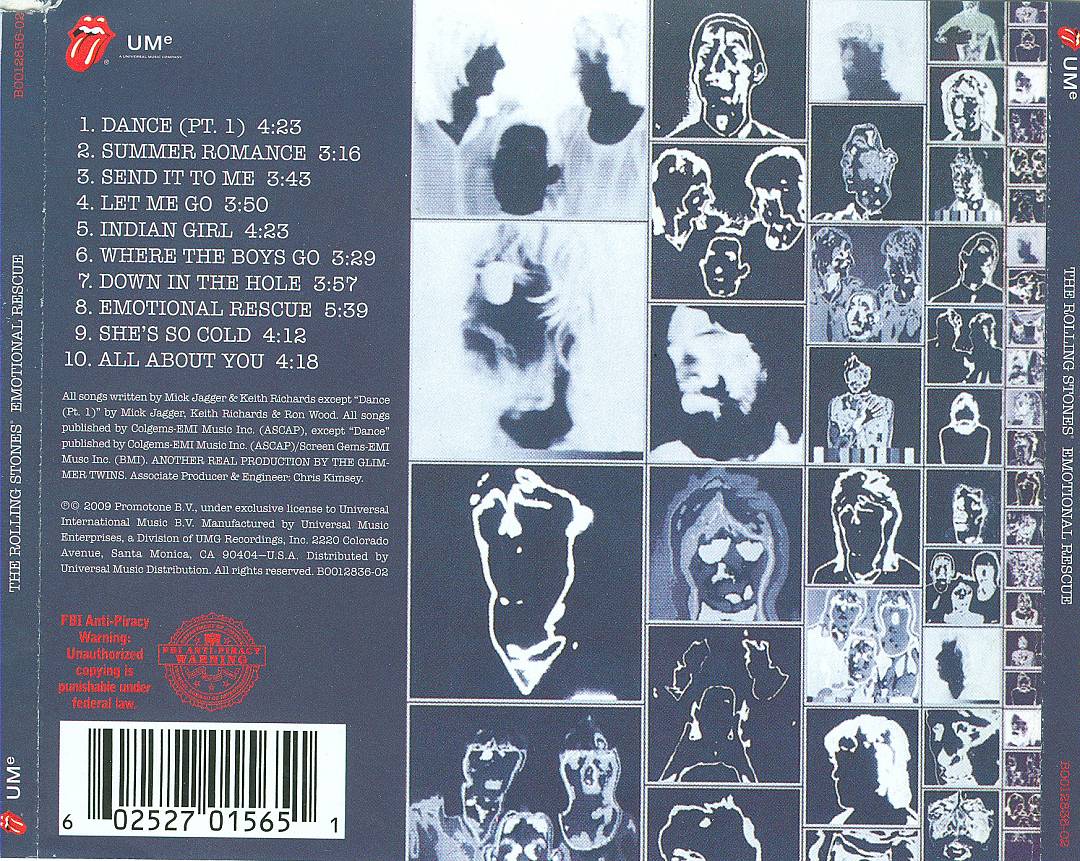 B0012836-02
THE ROLLING STONES' EMOTIONAL RESCUE
UMe
UMe
A UNIVERSAL MUSIC COMPANY
®
1. DANCE (PT. 1) 4:23
2. SUMMER ROMANCE 3:16
3. SEND IT TO ME 3:43
4. LET ME GO 3:50
5. INDIAN GIRL 4:23
6. WHERE THE BOYS GO 3:29
7. DOWN IN THE HOLE 3:57
8. EMOTIONAL RESCUE 5:39
9. SHE'S SO COLD 4:12
10. ALL ABOUT YOU 4:18
All songs written by Mick Jagger & Keith Richards except "Dance
(Pt. 1)" by Mick Jagger, Keith Richards & Ron Wood. All songs
published by Colgems-EMI Music Inc. (ASCAP), except "Dance"
published by Colgems-EMI Music Inc. (ASCAP)/Screen Gems-EMI
Musc Inc. (BMI). ANOTHER REAL PRODUCTION BY THE GLIM-
MER TWINS. Associate Producer & Engineer: Chris Kimsey.
℗© 2009 Promotone B.V., under exclusive license to Universal
International Music B.V. Manufactured by Universal Music
Enterprises, a Division of UMG Recordings, Inc. 2220 Colorado
Avenue, Santa Monica, CA 90404—U.S.A. Distributed by
Universal Music Distribution. All rights reserved. B0012836-02
FBI Anti-Piracy
Warning:
Unauthorized
copying is
punishable under
federal law.
FBI ANTI-PIRACY
WARNING
6 02527 01565 1
UMe
THE ROLLING STONES' EMOTIONAL RESCUE
B0012836-02